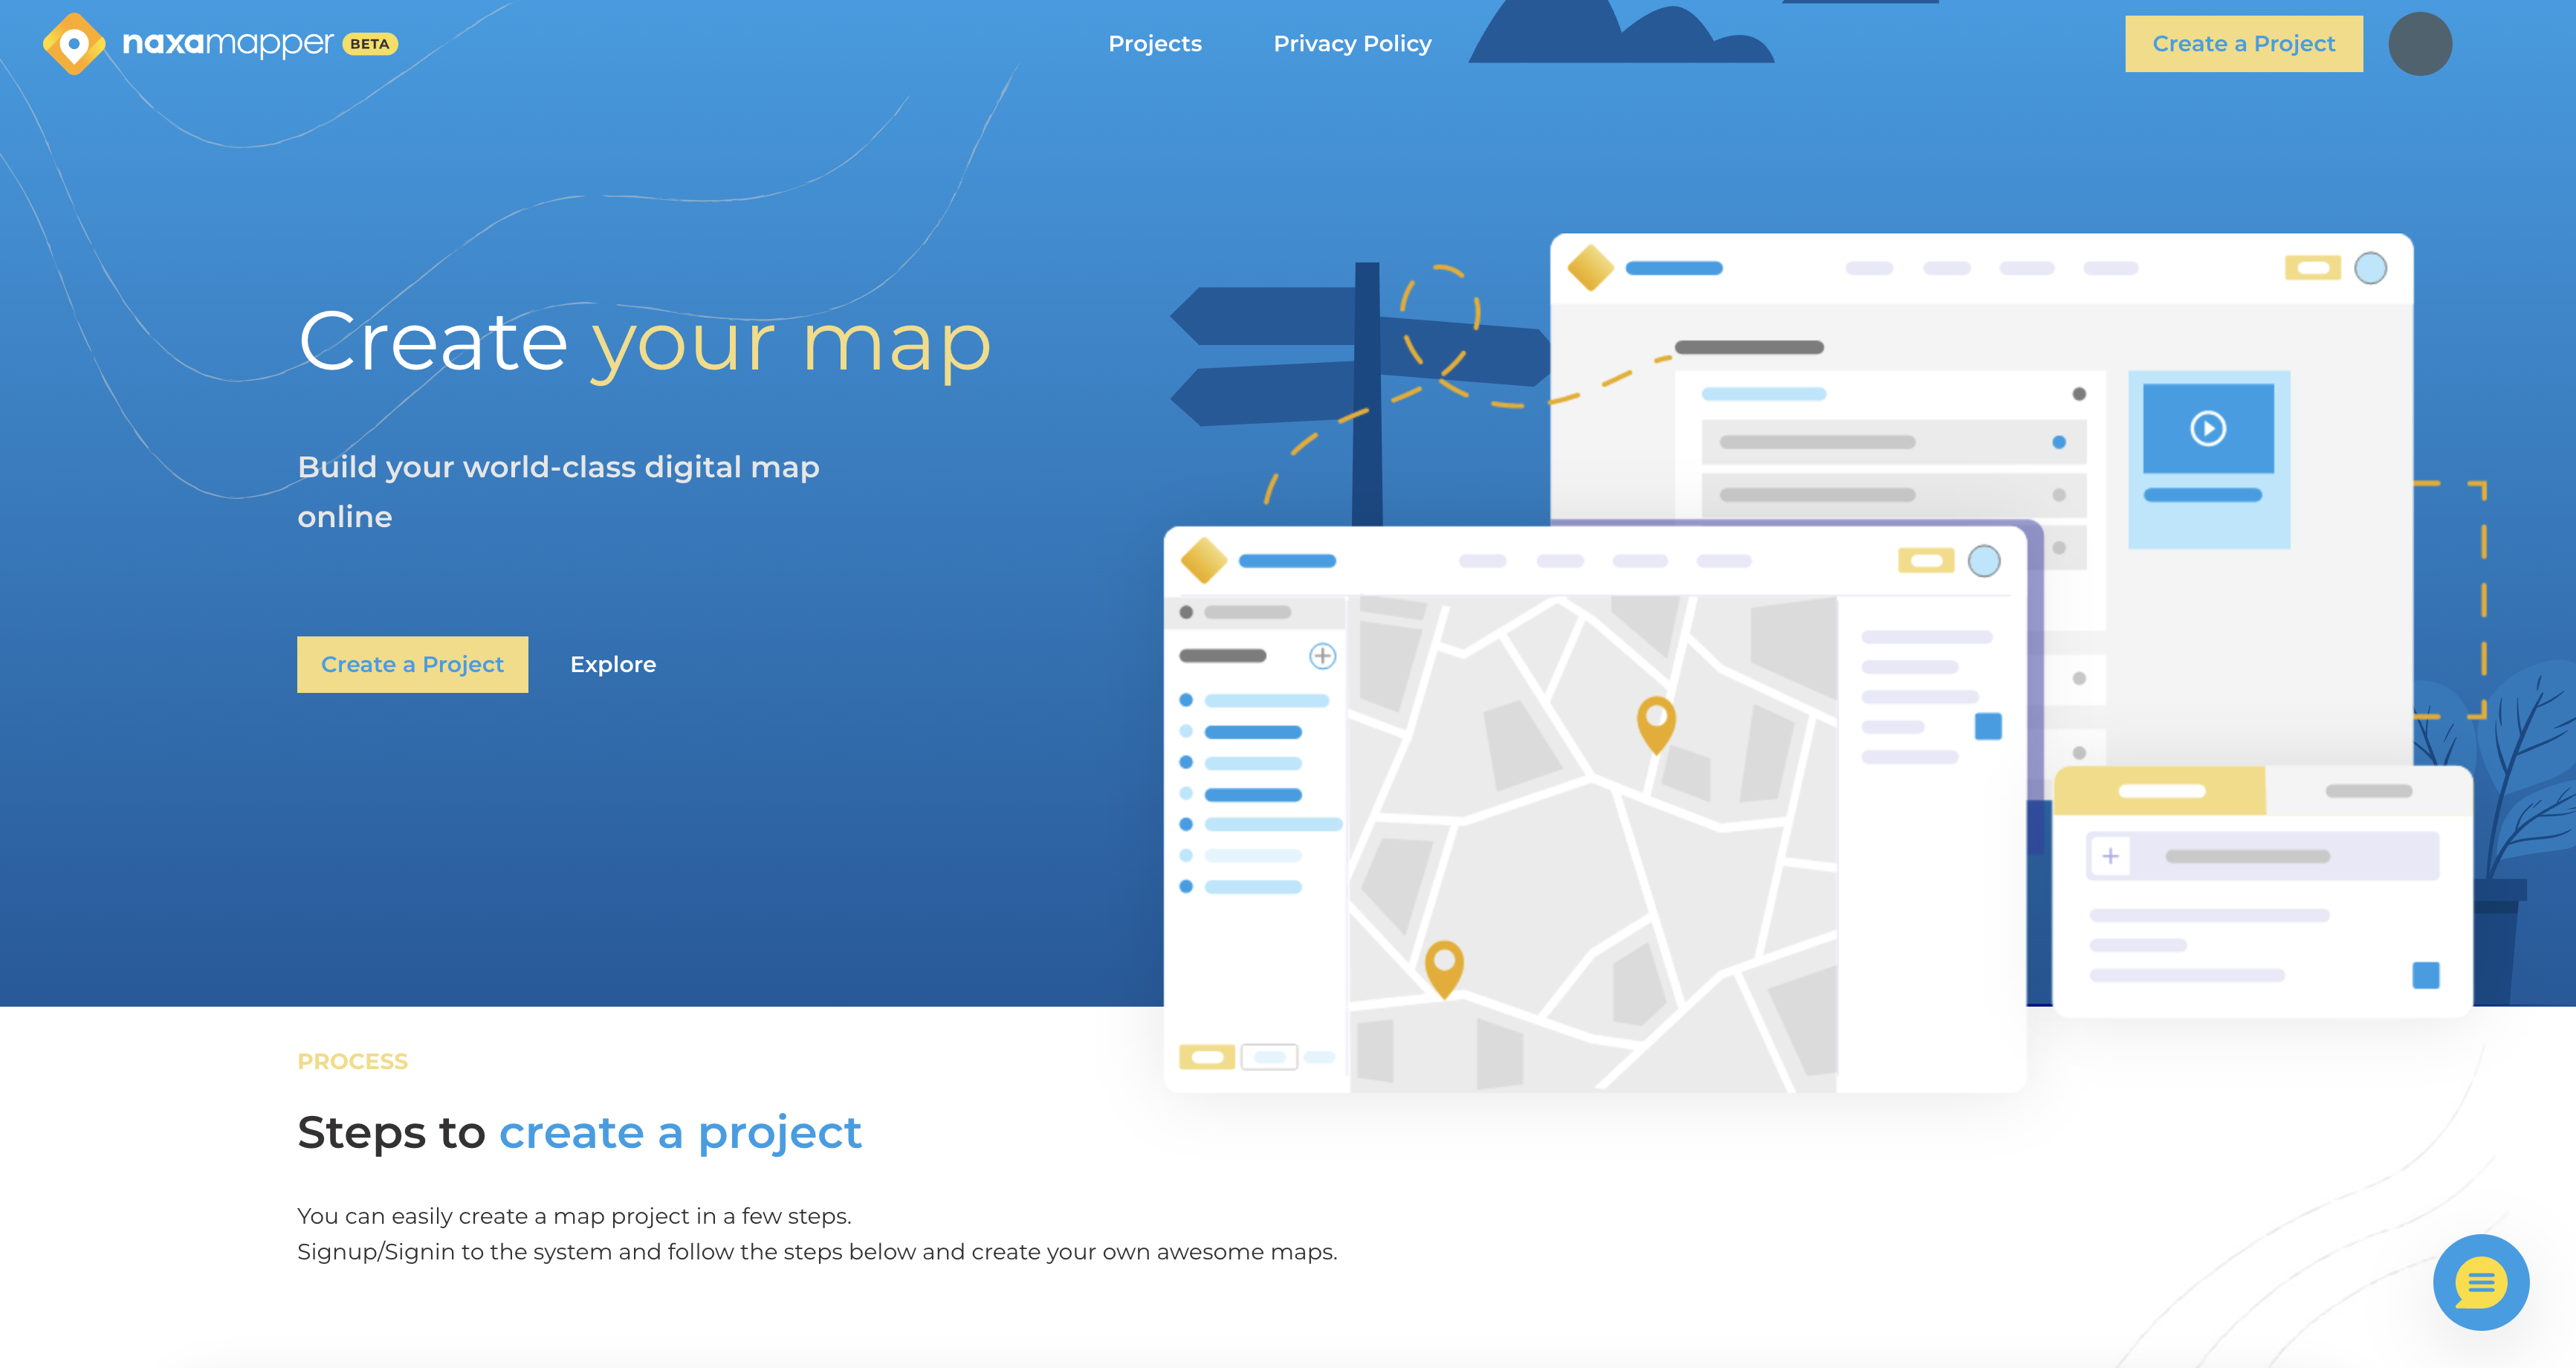 naxamapper BETA
Projects
Privacy Policy
Create a Project
Create your map
Build your world-class digital map
online
Create a Project
Explore
PROCESS
Steps to create a project
You can easily create a map project in a few steps.
Signup/Signin to the system and follow the steps below and create your own awesome maps.